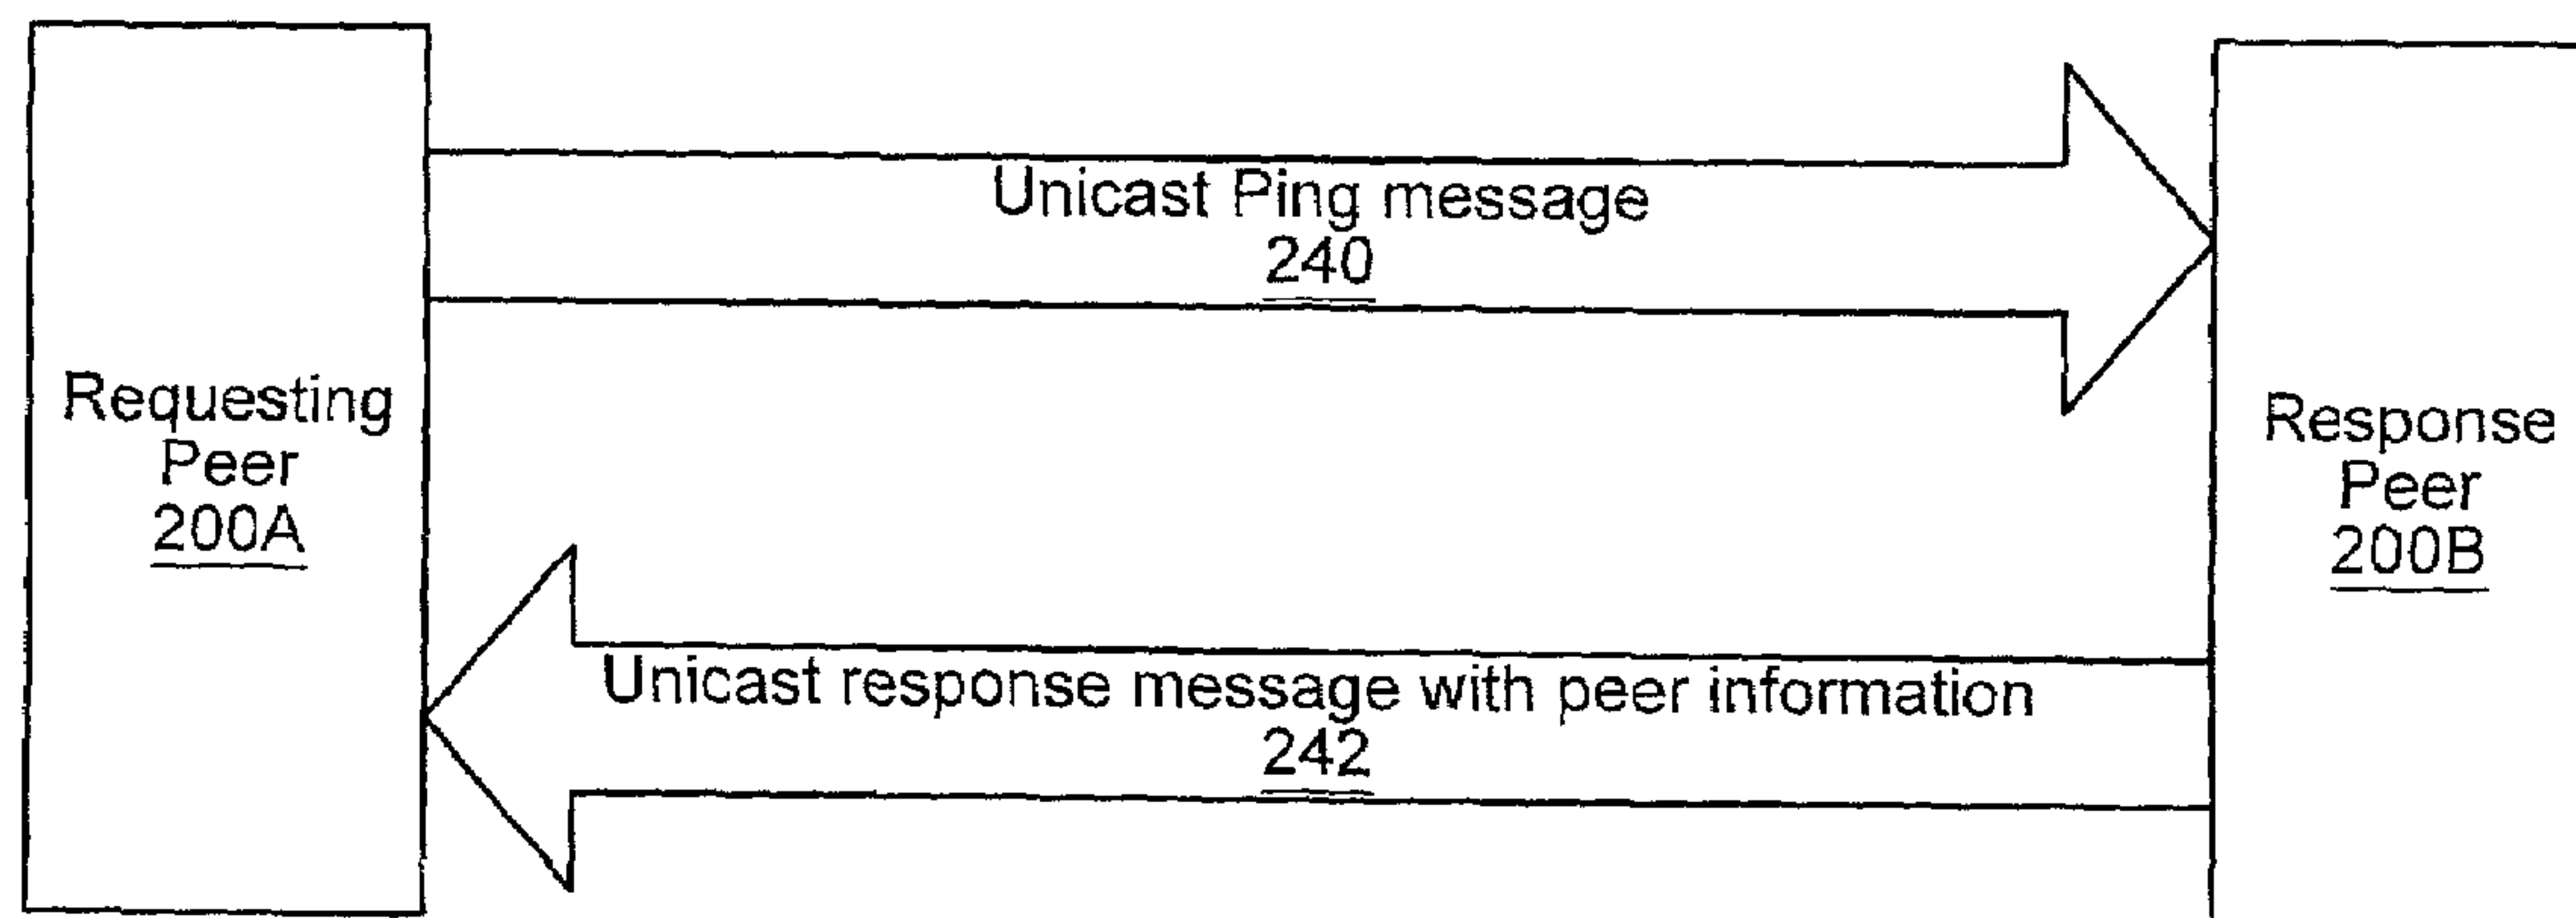 Unicast Ping message
240
Requesting
Peer
200A
Response
Peer
200B
Unicast response message with peer information
242